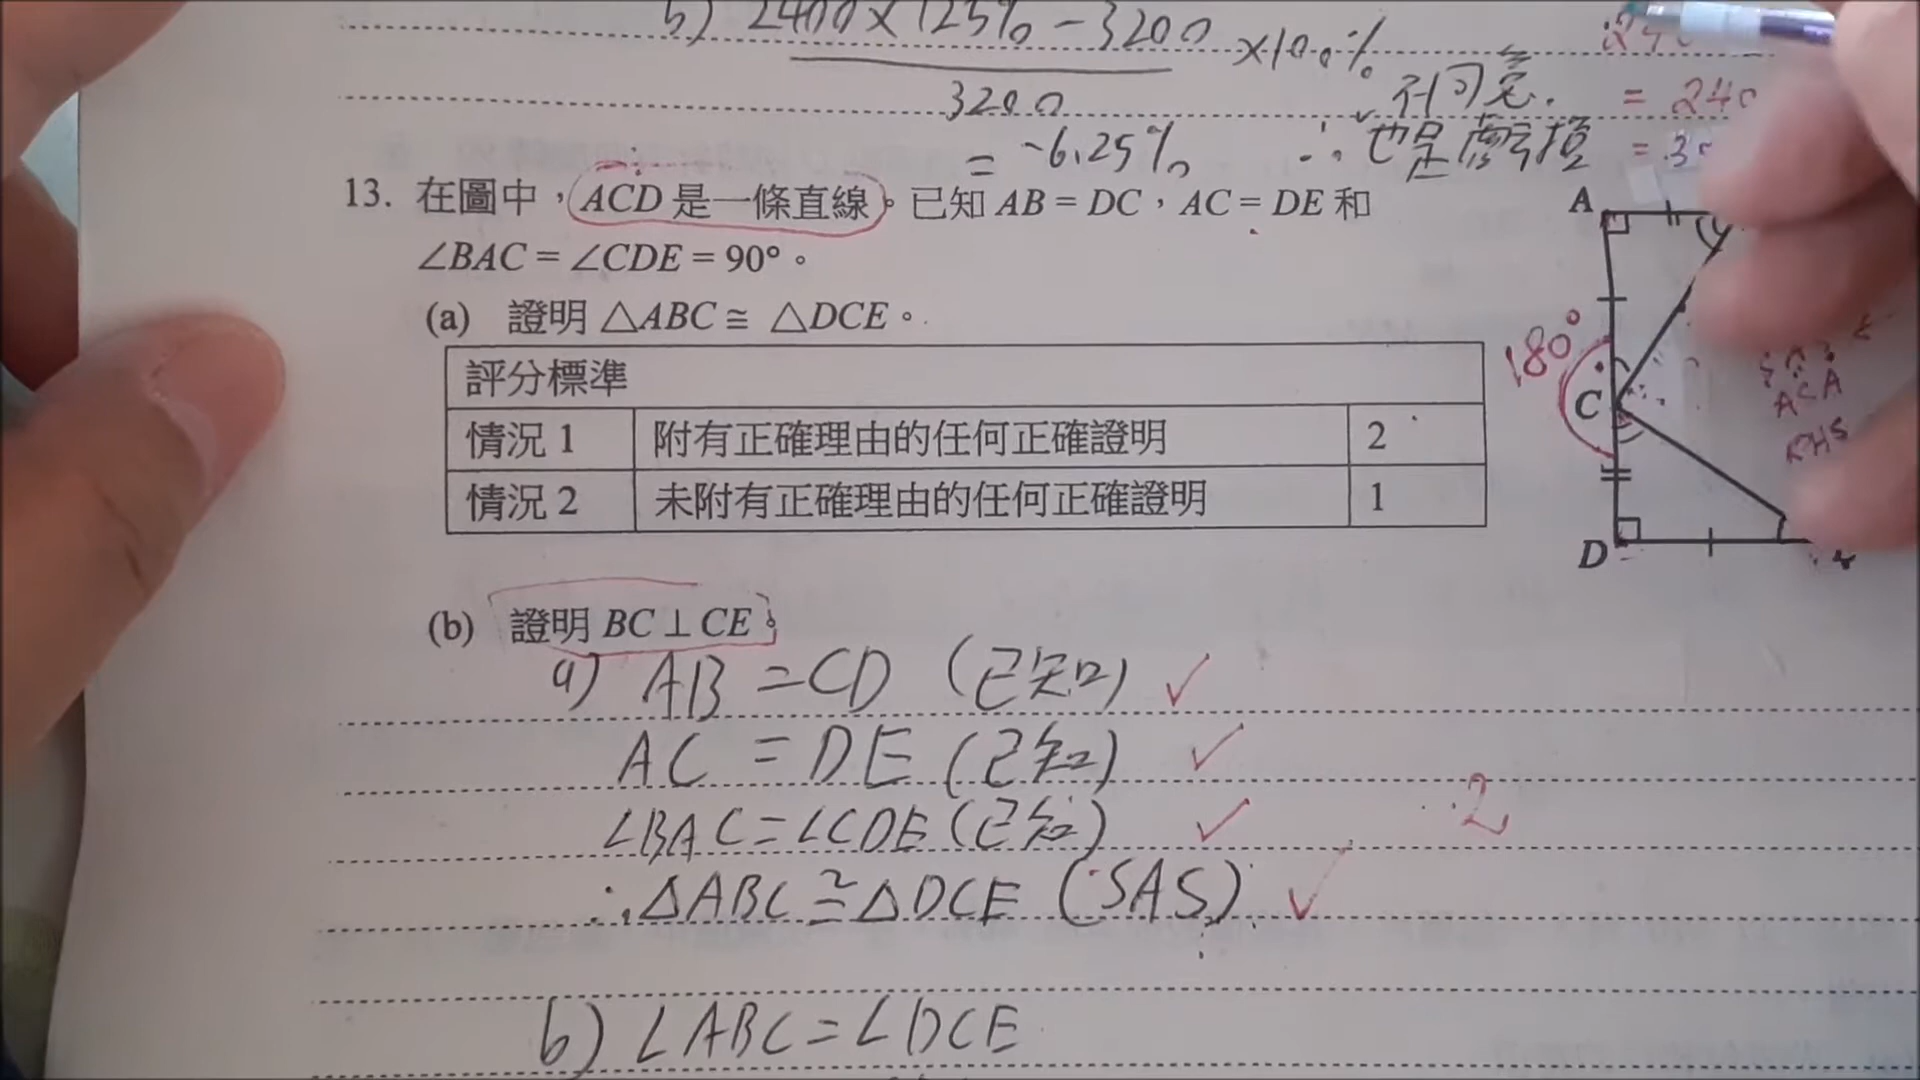 b) 2400×125%-3200 ×100%
3200
= -6.25%
不同意.
∴ 也是虧損
= 240
= 3
13. 在圖中，ACD 是一條直線。已知 AB = DC，AC = DE 和
∠BAC = ∠CDE = 90°。
(a) 證明 △ABC ≅ △DCE。
評分標準
情況 1 附有正確理由的任何正確證明 2
情況 2 未附有正確理由的任何正確證明 1
A
180°
C
D
ASA
RHS
(b) 證明 BC ⊥ CE。
a) AB = CD (已知) ✓
AC = DE (已知) ✓
∠BAC = ∠CDE (已知) ✓
2
∴ △ABC ≅ △DCE (SAS) ✓
b) ∠ABC = ∠DCE